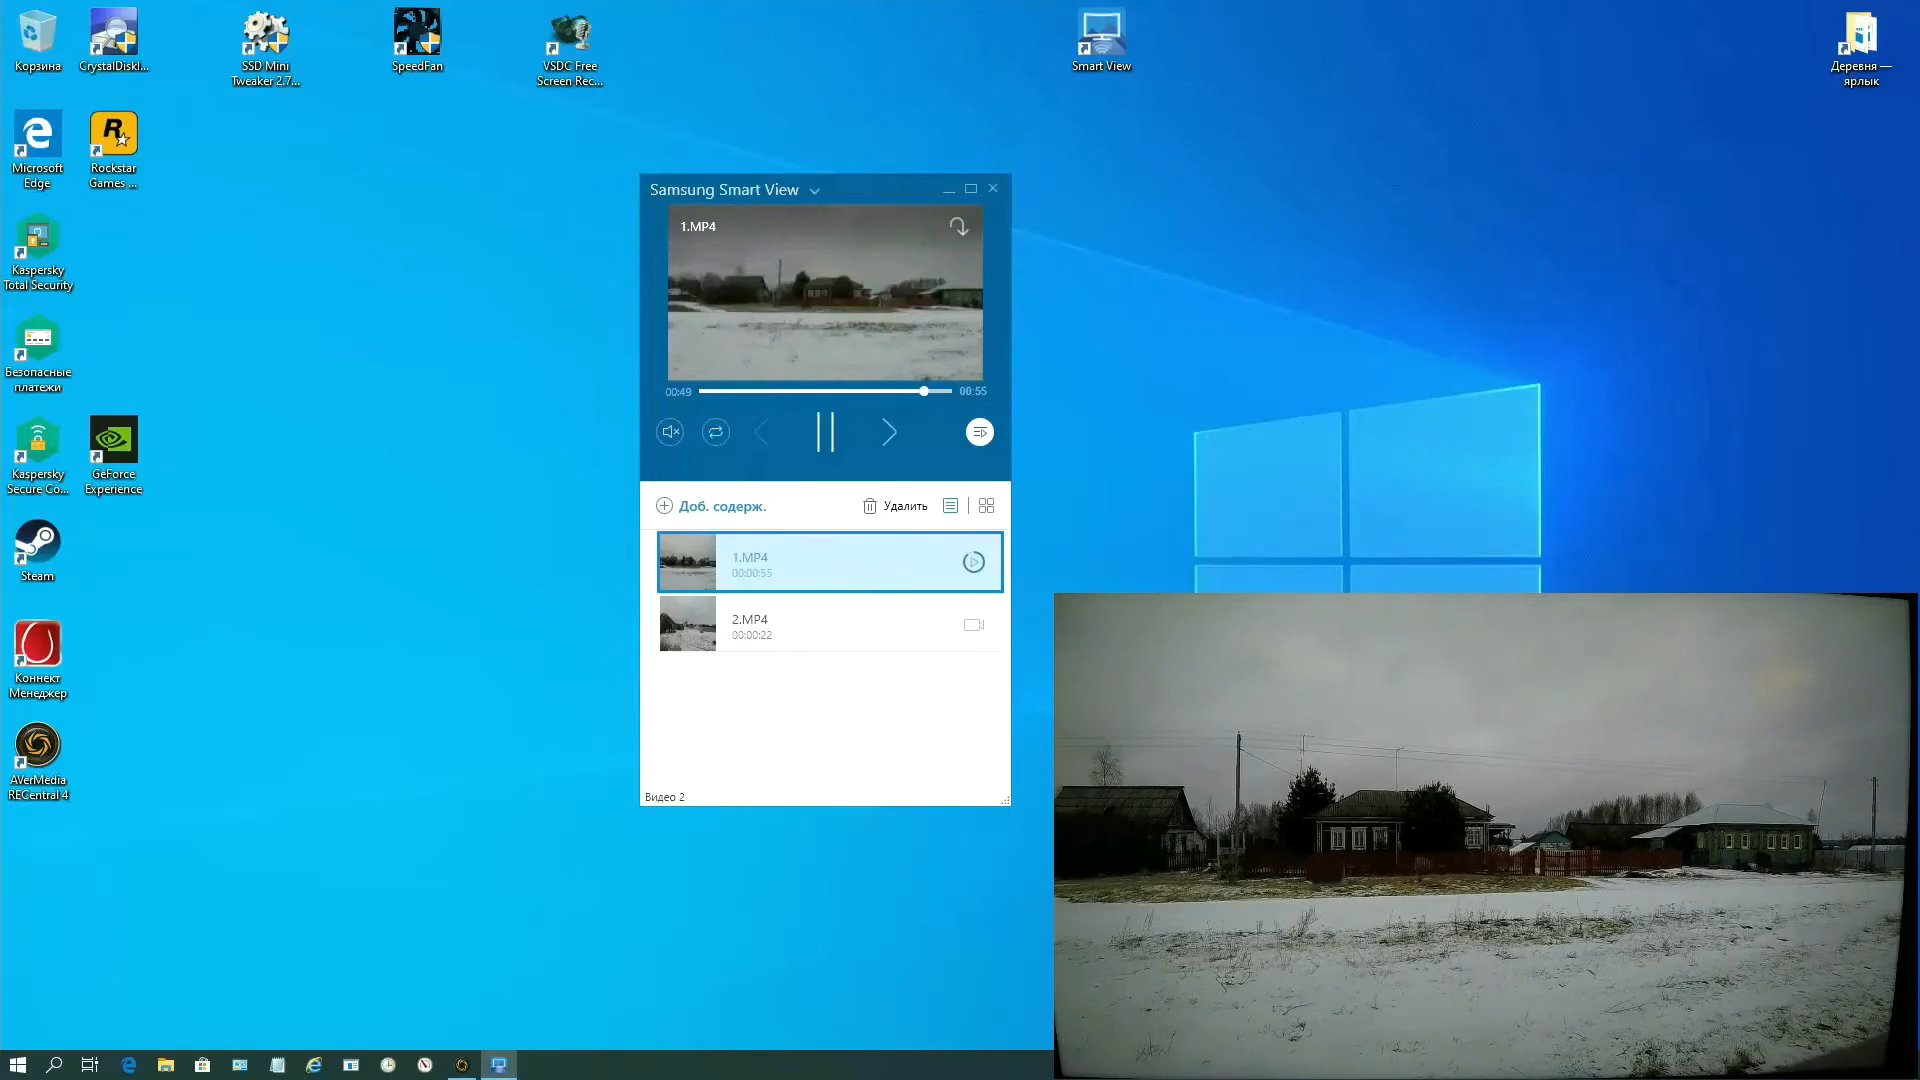 Корзина
CrystalDiskI...
SSD Mini
Tweaker 2.7...
SpeedFan
VSDC Free
Screen Rec...
Smart View
Деревня —
ярлык
Microsoft
Edge
Rockstar
Games ...
Kaspersky
Total Security
Безопасные
платежи
Kaspersky
Secure Co...
GeForce
Experience
Steam
Коннект
Менеджер
AVerMedia
RECentral 4
Samsung Smart View
1.MP4
00:49
00:55
Доб. содерж.
Удалить
1.MP4
00:00:55
2.MP4
00:00:22
Видео 2